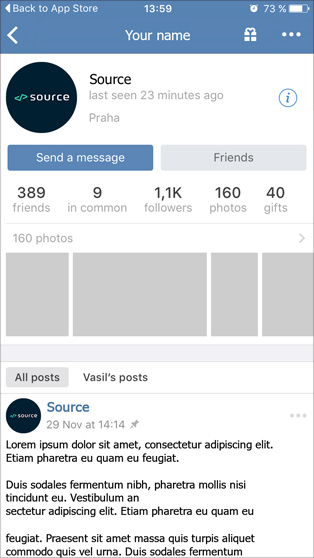 Back to App Store 13:59 73 %
Your name
</> source
Source
last seen 23 minutes ago
Praha
Send a message
Friends
389 9 1,1K 160 40
friends in common followers photos gifts
160 photos
All posts Vasil's posts
</> source
Source
29 Nov at 14:14
Lorem ipsum dolor sit amet, consectetur adipiscing elit.
Etiam pharetra eu quam eu feugiat.
Duis sodales fermentum nibh, pharetra mollis nisi
tincidunt eu. Vestibulum an
sectetur adipiscing elit. Etiam pharetra eu quam eu
feugiat. Praesent sit amet massa quis turpis aliquet
commodo quis vel urna. Duis sodales fermentum